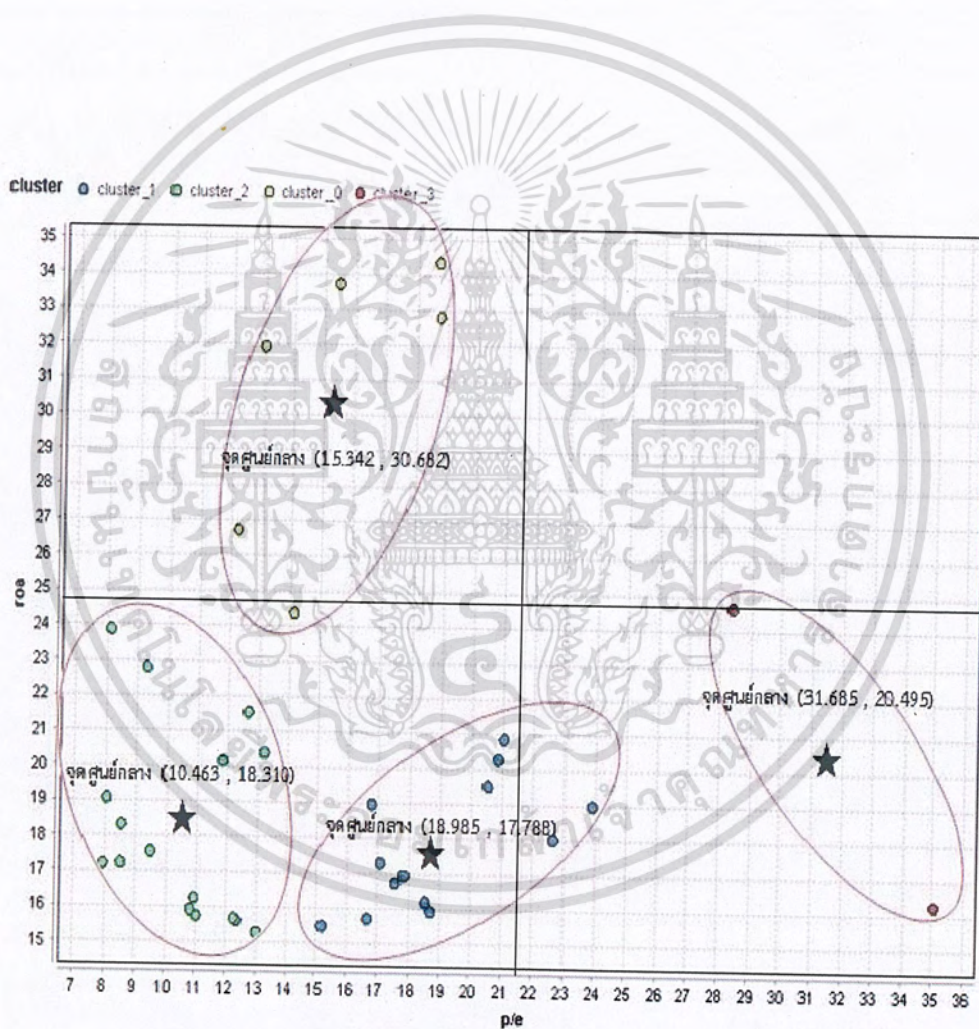 cluster cluster_1 cluster_2 cluster_0 cluster_3
35
34
33
32
31
30
29
28
27
26
25
24
23
22
21
20
19
18
17
16
15
roa
จุดศูนย์กลาง (15.342 , 30.682)
จุดศูนย์กลาง (31.685 , 20.495)
จุดศูนย์กลาง (10.463 , 18.310)
จุดศูนย์กลาง (18.985 , 17.788)
7 8 9 10 11 12 13 14 15 16 17 18 19 20 21 22 23 24 25 26 27 28 29 30 31 32 33 34 35 36
p/e